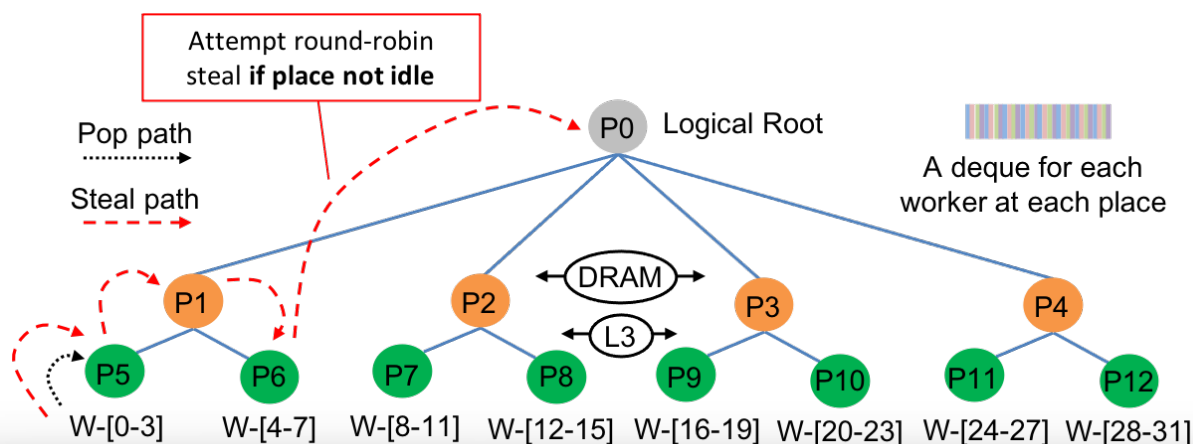 Attempt round-robin
steal if place not idle
Pop path
Steal path
P0
Logical Root
A deque for each
worker at each place
DRAM
L3
P1
P2
P3
P4
P5
P6
P7
P8
P9
P10
P11
P12
W-[0-3]
W-[4-7]
W-[8-11]
W-[12-15]
W-[16-19]
W-[20-23]
W-[24-27]
W-[28-31]